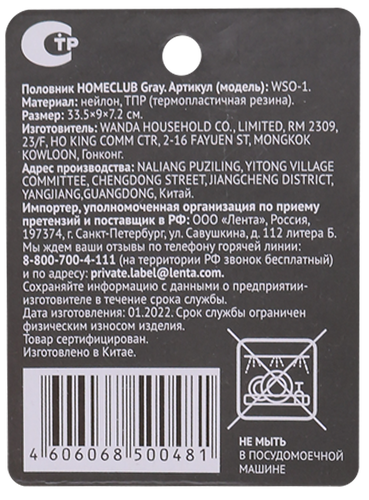 СТР
Половник HOMECLUB Gray. Артикул (модель): WSO-1.
Материал: нейлон, ТПР (термопластичная резина).
Размер: 33.5×9×7.2 см.
Изготовитель: WANDA HOUSEHOLD CO., LIMITED, RM 2309,
23/F, HO KING COMM CTR, 2-16 FAYUEN ST, MONGKOK
KOWLOON, Гонконг.
Адрес производства: NALIANG PUZILING, YITONG VILLAGE
COMMITTEE, CHENGDONG STREET, JIANGCHENG DISTRICT,
YANGJIANG, GUANGDONG, Китай.
Импортер, уполномоченная организация по приему
претензий и поставщик в РФ: ООО «Лента», Россия,
197374, г. Санкт-Петербург, ул. Савушкина, д. 112 литера Б.
Мы ждем ваши отзывы по телефону горячей линии:
8-800-700-4-111 (на территории РФ звонок бесплатный)
и по адресу: private.label@lenta.com.
Сохраняйте информацию с данными о предприятии-
изготовителе в течение срока службы.
Дата изготовления: 01.2022. Срок службы ограничен
физическим износом изделия.
Товар сертифицирован.
Изготовлено в Китае.
4 606068 500481
НЕ МЫТЬ
В ПОСУДОМОЕЧНОЙ
МАШИНЕ